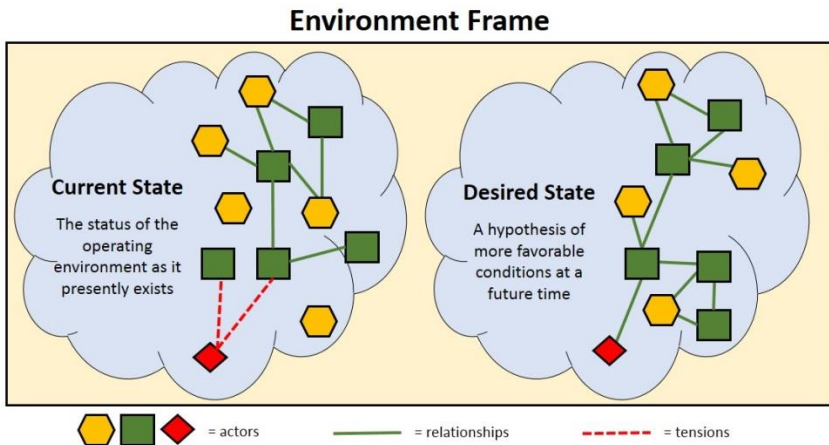 Environment Frame
Current State
The status of the
operating
environment as it
presently exists
Desired State
A hypothesis of
more favorable
conditions at a
future time
= actors
= relationships
= tensions